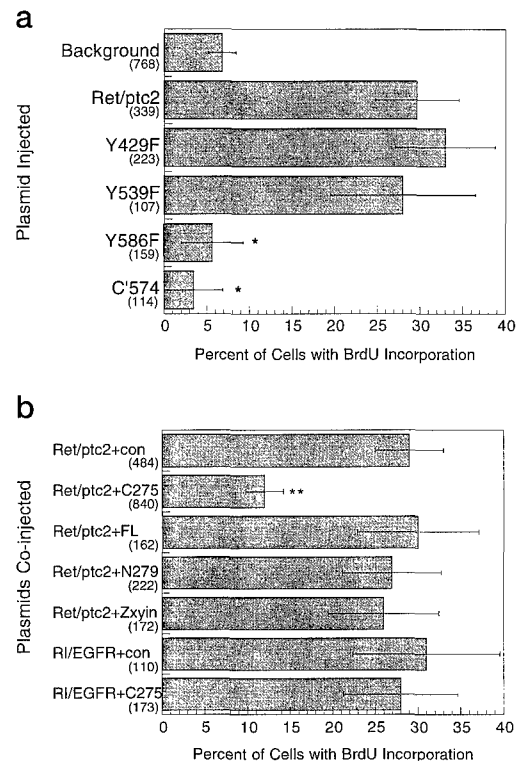 a
Plasmid Injected
Background
(768)
Ret/ptc2
(339)
Y429F
(223)
Y539F
(107)
Y586F
(159)
*
C'574
(114)
*
0 5 10 15 20 25 30 35 40
Percent of Cells with BrdU Incorporation
b
Plasmids Co-injected
Ret/ptc2+con
(484)
Ret/ptc2+C275
(840)
**
Ret/ptc2+FL
(162)
Ret/ptc2+N279
(222)
Ret/ptc2+Zxyin
(172)
RI/EGFR+con
(110)
RI/EGFR+C275
(173)
0 5 10 15 20 25 30 35 40
Percent of Cells with BrdU Incorporation